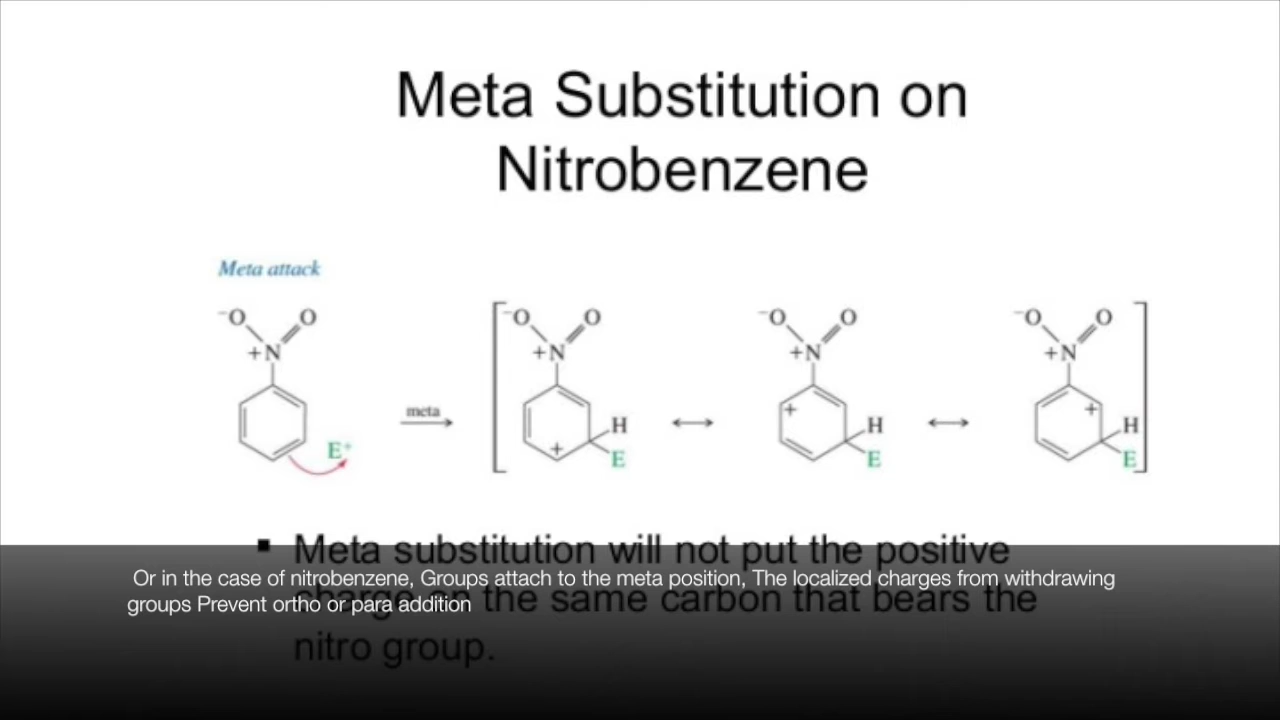 Meta Substitution on
Nitrobenzene
Meta attack
⁻O O ⁻O O ⁻O O ⁻O O
+N +N +N +N
meta
+ + +
H H H
E⁺ E E E
+
▪ Meta substitution will not put the positive
Or in the case of nitrobenzene, Groups attach to the meta position, The localized charges from withdrawing
groups Prevent ortho or para addition
charge on the same carbon that bears the
nitro group.